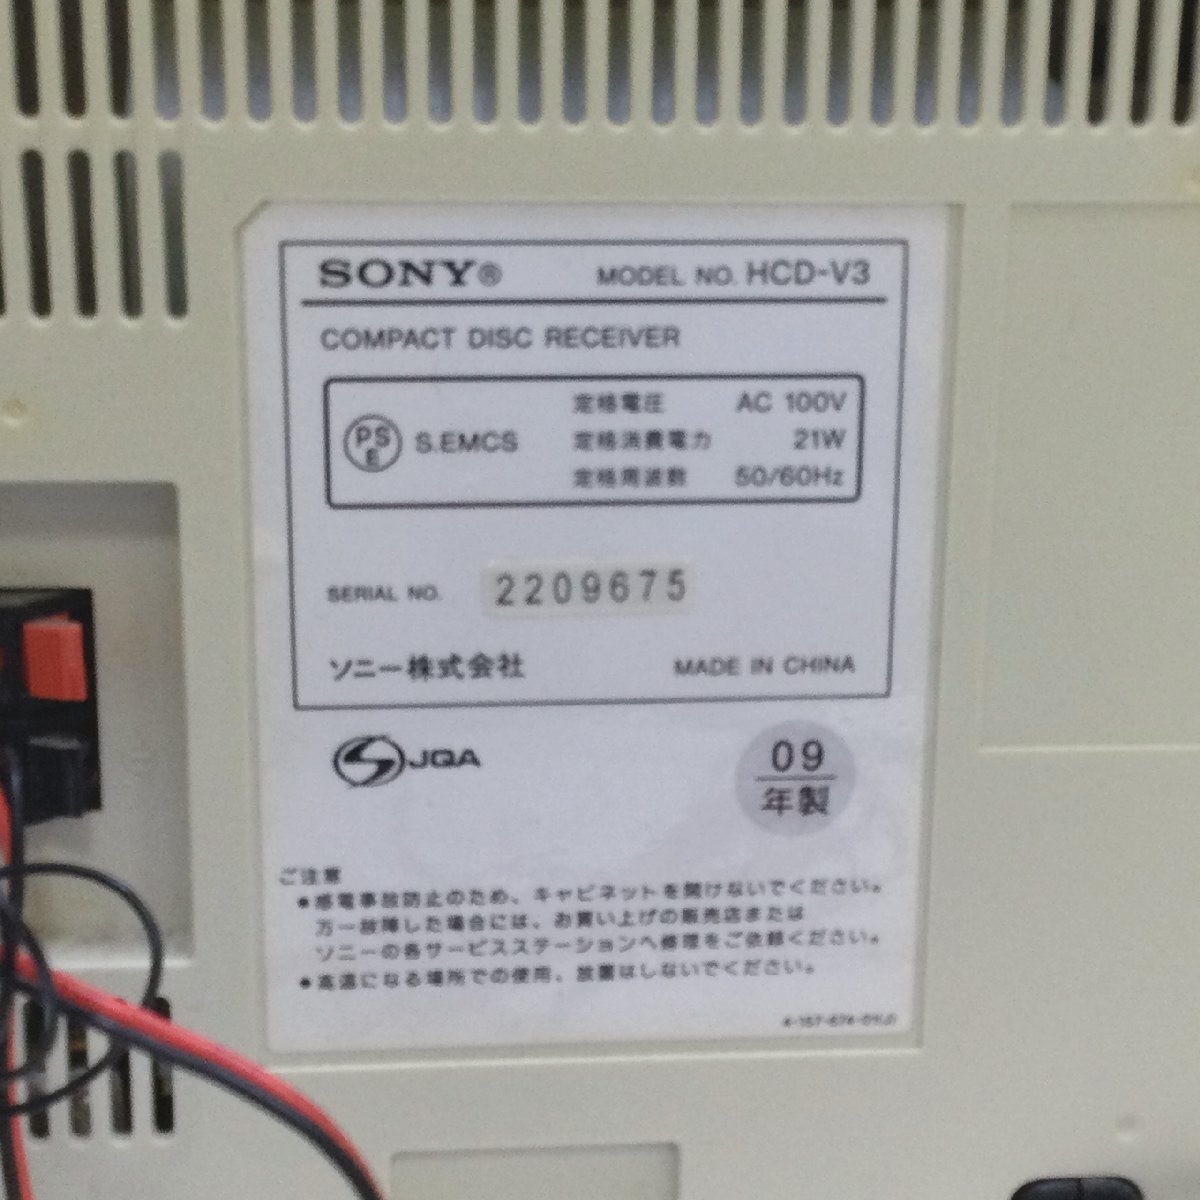 SONY® MODEL NO. HCD-V3
COMPACT DISC RECEIVER
PSE S.EMCS
定格電圧 AC 100V
定格消費電力 21W
定格周波数 50/60Hz
SERIAL NO. 2209675
ソニー株式会社 MADE IN CHINA
S JQA
09
年製
ご注意
●感電事故防止のため、キャビネットを開けないでください。
万一故障した場合には、お買い上げの販売店または
ソニーの各サービスステーションへ修理をご依頼ください。
●高温になる場所での使用、放置はしないでください。